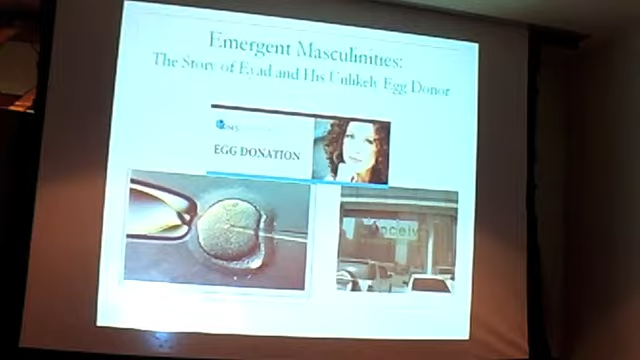 Emergent Masculinities:
The Story of Eyad and His Unlikely Egg Donor
EGG DONATION